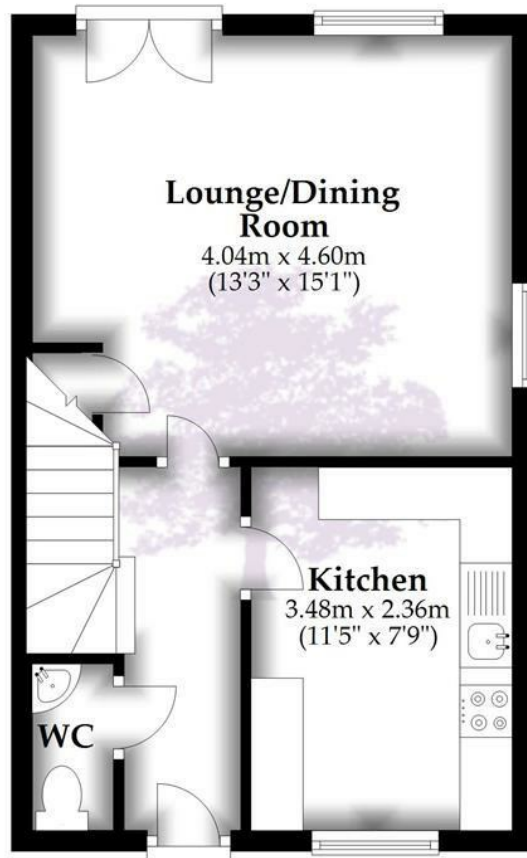 Lounge/Dining
Room
4.04m x 4.60m
(13'3" x 15'1")
Kitchen
3.48m x 2.36m
(11'5" x 7'9")
WC